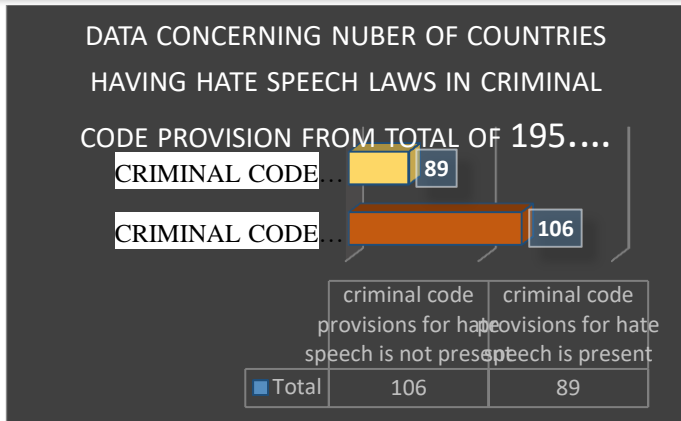 DATA CONCERNING NUBER OF COUNTRIES
HAVING HATE SPEECH LAWS IN CRIMINAL
CODE PROVISION FROM TOTAL OF 195....
CRIMINAL CODE…
89
CRIMINAL CODE…
106
criminal code
provisions for hate
speech is not present
criminal code
provisions for hate
speech is present
Total 106 89